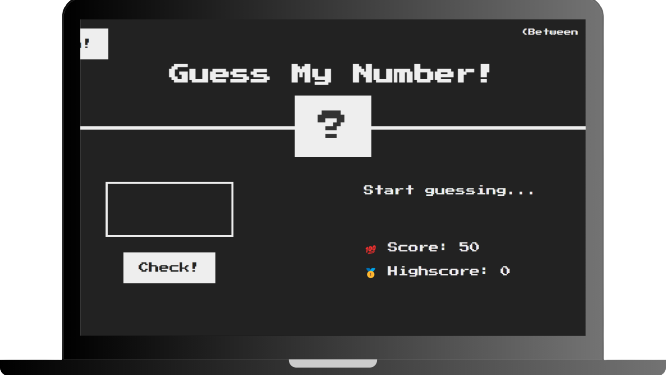 !
(Between
Guess My Number!
?
Start guessing...
Check!
💯 Score: 50
🥇 Highscore: 0